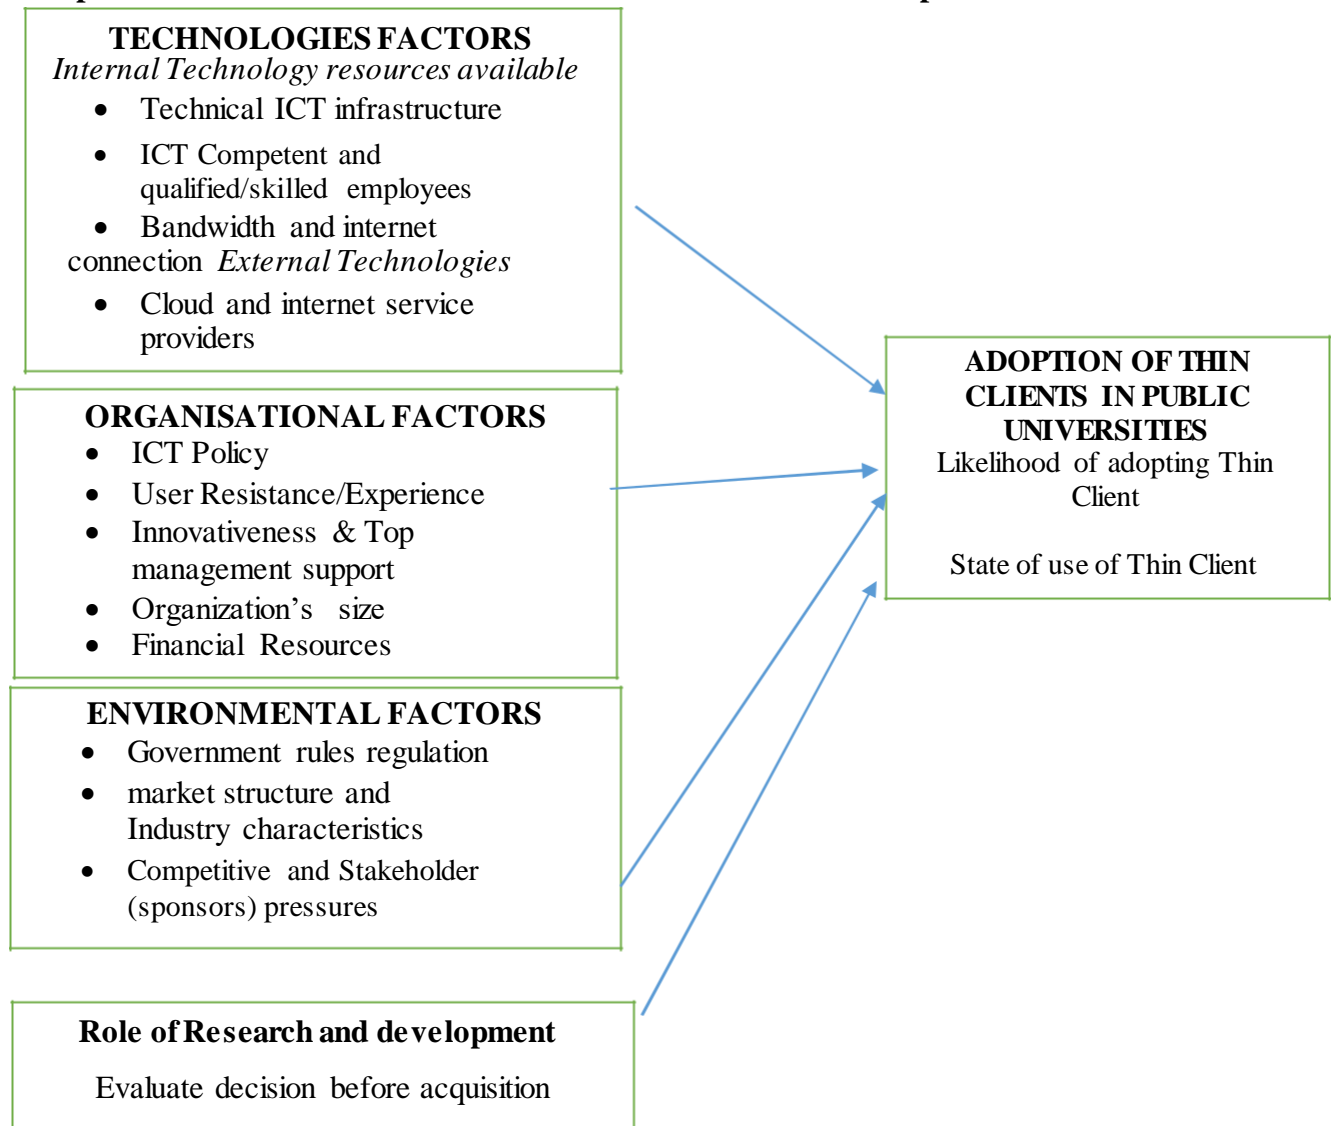 TECHNOLOGIES FACTORS
Internal Technology resources available
• Technical ICT infrastructure
• ICT Competent and
qualified/skilled employees
• Bandwidth and internet
connection External Technologies
• Cloud and internet service
providers
ORGANISATIONAL FACTORS
• ICT Policy
• User Resistance/Experience
• Innovativeness & Top
management support
• Organization’s size
• Financial Resources
ENVIRONMENTAL FACTORS
• Government rules regulation
• market structure and
Industry characteristics
• Competitive and Stakeholder
(sponsors) pressures
Role of Research and development
Evaluate decision before acquisition
ADOPTION OF THIN
CLIENTS IN PUBLIC
UNIVERSITIES
Likelihood of adopting Thin
Client
State of use of Thin Client